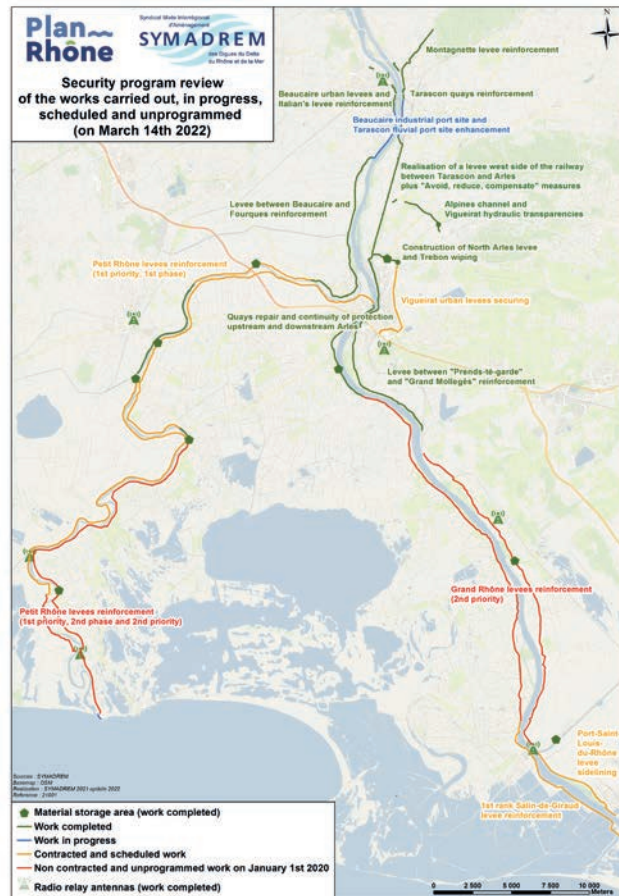 Plan
Rhône
Syndicat Mixte Interrégional
d'Aménagement
SYMADREM
des Digues du Delta
du Rhône et de la Mer
Security program review
of the works carried out, in progress,
scheduled and unprogrammed
(on March 14th 2022)
N
Montagnette levee reinforcement
Beaucaire urban levees and
Italian's levee reinforcement
Tarascon quays reinforcement
Beaucaire industrial port site and
Tarascon fluvial port site enhancement
Realisation of a levee west side of the railway
between Tarascon and Arles
plus "Avoid, reduce, compensate" measures
Levee between Beaucaire and
Fourques reinforcement
Alpines channel and
Vigueirat hydraulic transparencies
Petit Rhône levees reinforcement
(1st priority, 1st phase)
Construction of North Arles levee
and Trebon wiping
Vigueirat urban levees securing
Quays repair and continuity of protection
upstream and downstream Arles
Levee between "Prends-té-garde"
and "Grand Mollegès" reinforcement
Grand Rhône levees reinforcement
(2nd priority)
Petit Rhône levees reinforcement
(1st priority, 2nd phase and 2nd priority)
Port-Saint
Louis-
du-Rhône
levee
sidelining
1st rank Salin-de-Giraud
levee reinforcement
Sources : SYMADREM
Basemap : OSM
Realisation : SYMADREM 2021-update 2022
Material storage area (work completed)
Work completed
Work in progress
Contracted and scheduled work
Non contracted and unprogrammed work on January 1st 2020
Radio relay antennas (work completed)
0 2 500 5 000 7 500 10 000
Meters